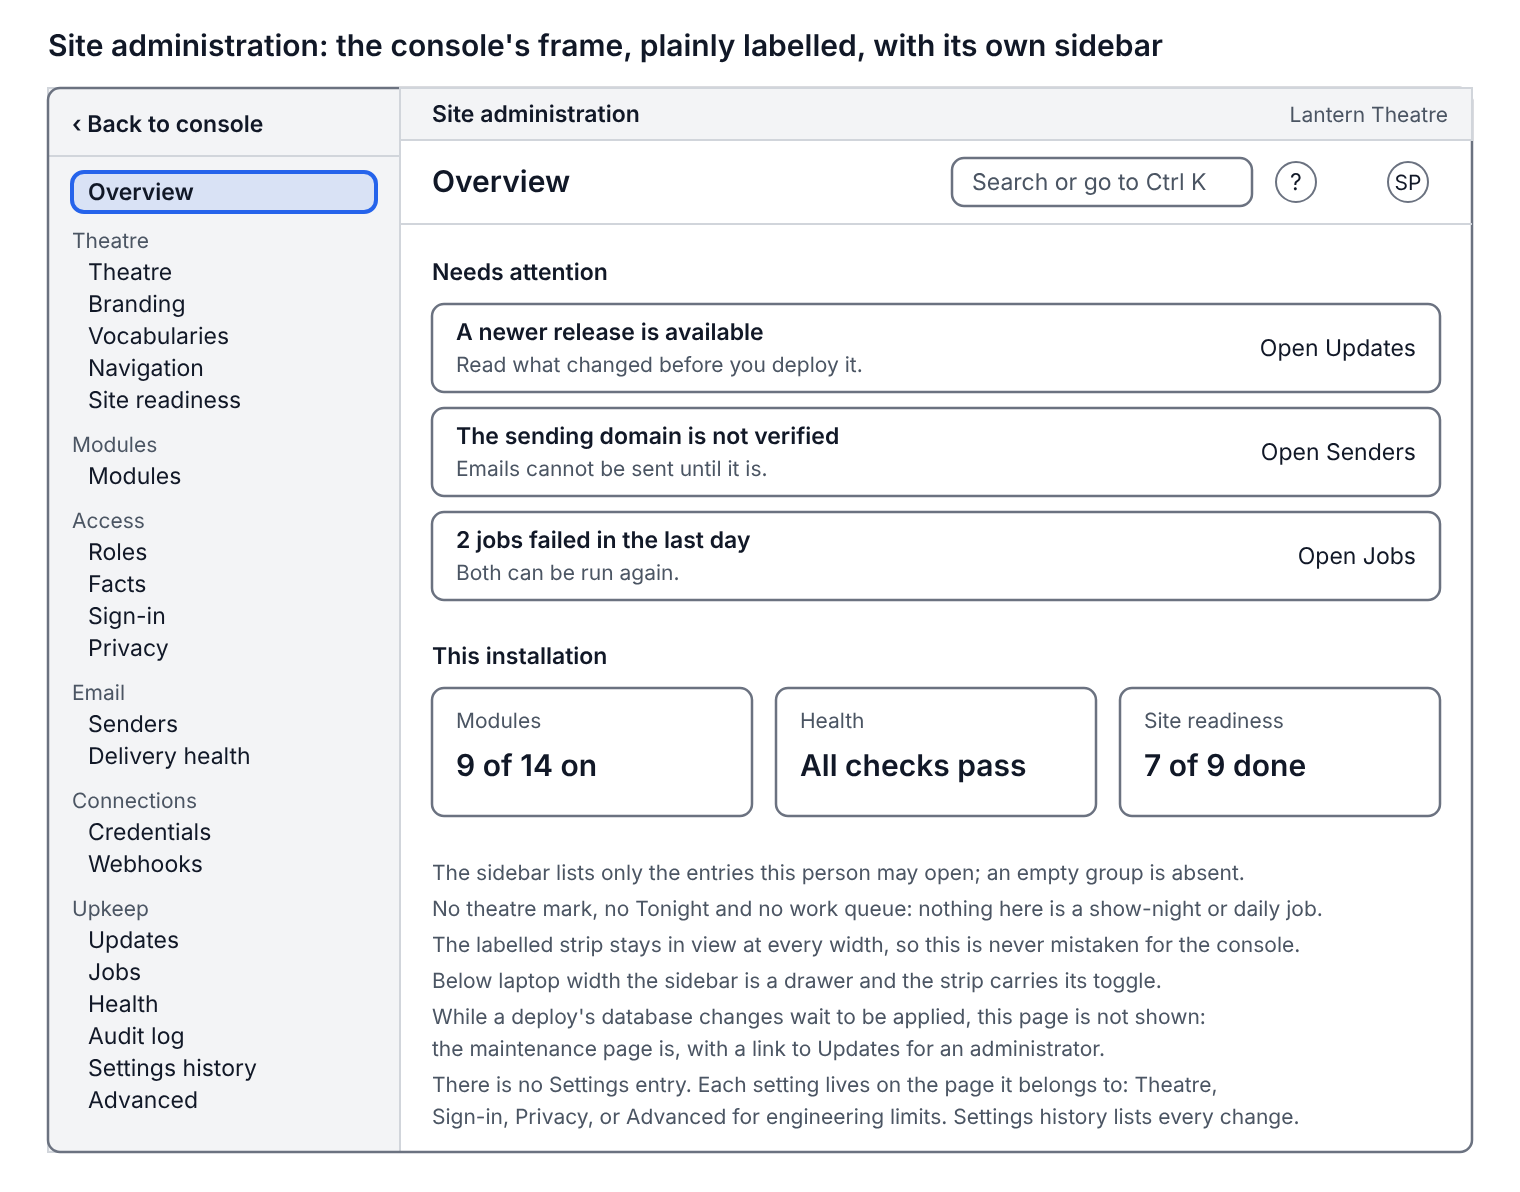 Site administration: the console's frame, plainly labelled, with its own sidebar
‹ Back to console
Overview
Theatre
Theatre
Branding
Vocabularies
Navigation
Site readiness
Modules
Modules
Access
Roles
Facts
Sign-in
Privacy
Email
Senders
Delivery health
Connections
Credentials
Webhooks
Upkeep
Updates
Jobs
Health
Audit log
Settings history
Advanced
Site administration
Lantern Theatre
Overview
Search or go to Ctrl K
?
SP
Needs attention
A newer release is available
Read what changed before you deploy it.
Open Updates
The sending domain is not verified
Emails cannot be sent until it is.
Open Senders
2 jobs failed in the last day
Both can be run again.
Open Jobs
This installation
Modules
9 of 14 on
Health
All checks pass
Site readiness
7 of 9 done
The sidebar lists only the entries this person may open; an empty group is absent.
No theatre mark, no Tonight and no work queue: nothing here is a show-night or daily job.
The labelled strip stays in view at every width, so this is never mistaken for the console.
Below laptop width the sidebar is a drawer and the strip carries its toggle.
While a deploy's database changes wait to be applied, this page is not shown:
the maintenance page is, with a link to Updates for an administrator.
There is no Settings entry. Each setting lives on the page it belongs to: Theatre,
Sign-in, Privacy, or Advanced for engineering limits. Settings history lists every change.